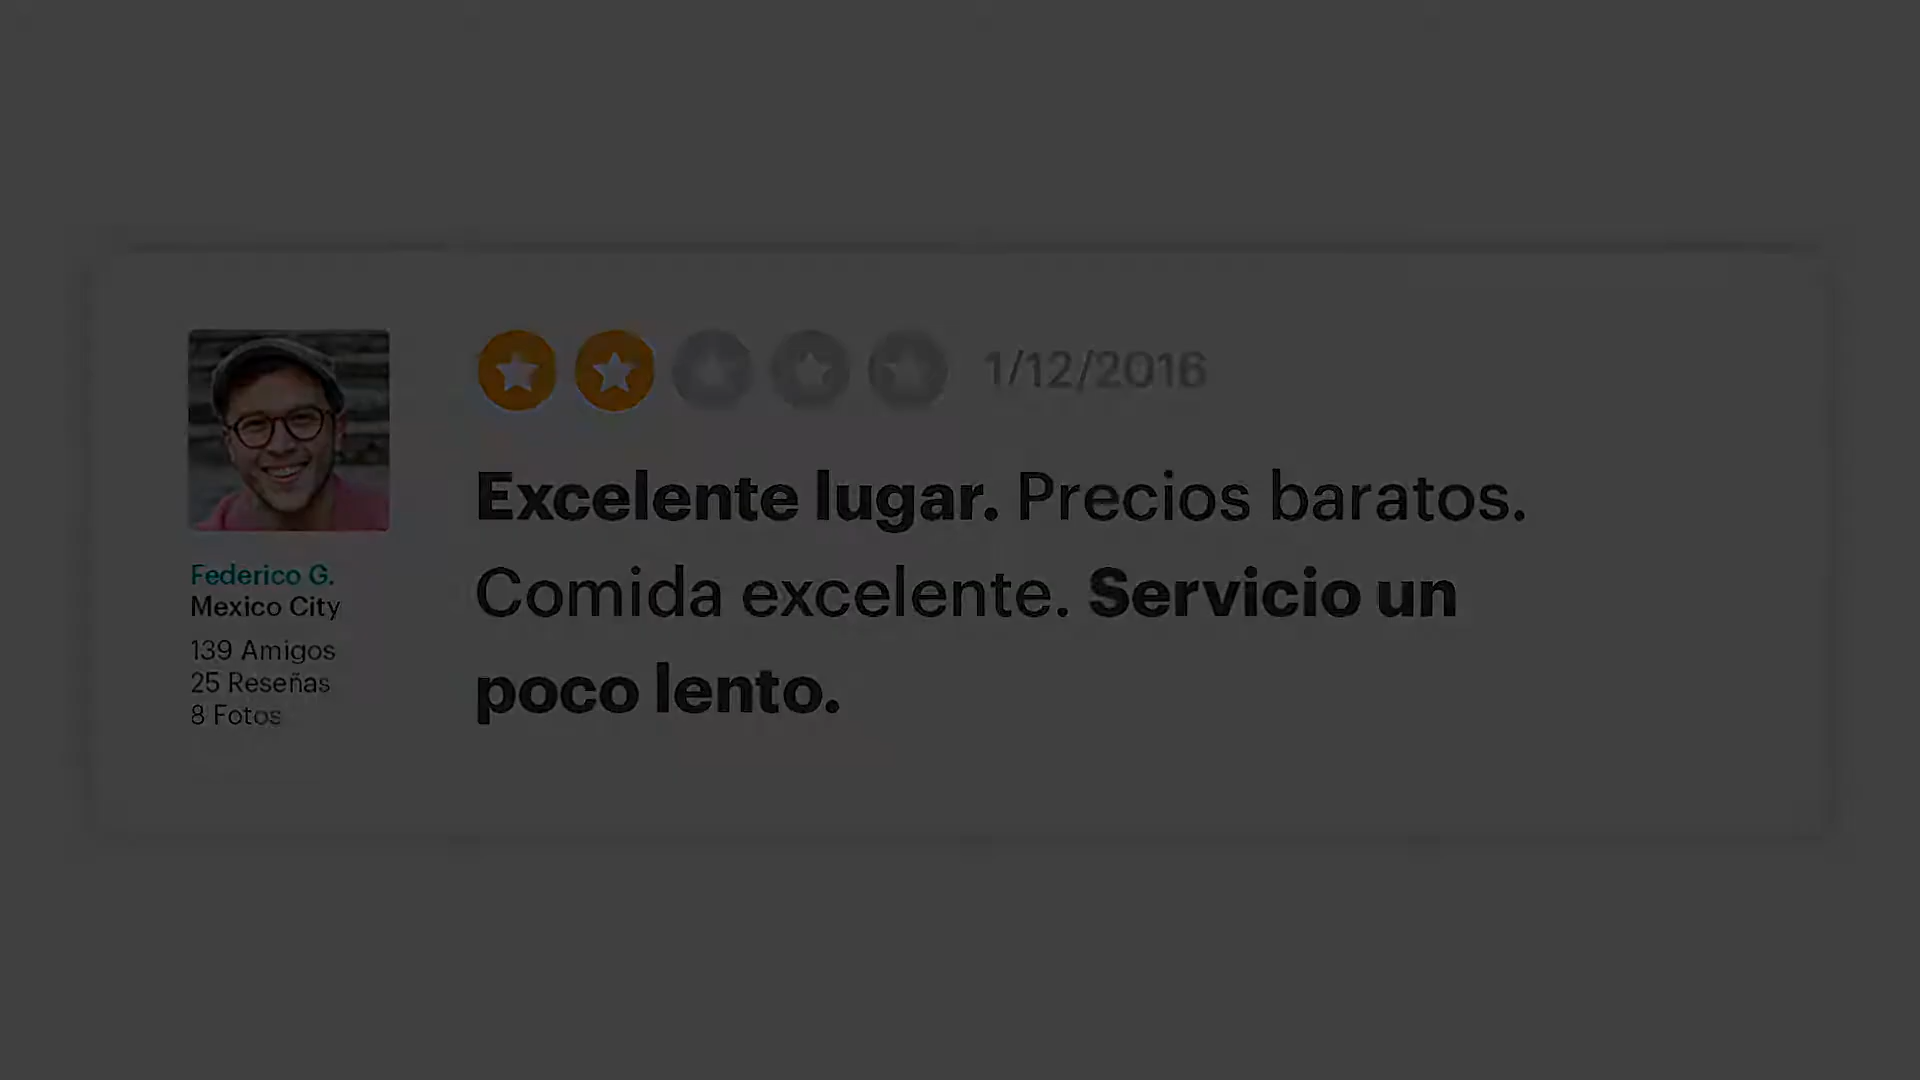 1/12/2016
Excelente lugar. Precios baratos.
Comida excelente. Servicio un
poco lento.
Federico G.
Mexico City
139 Amigos
25 Reseñas
8 Fotos